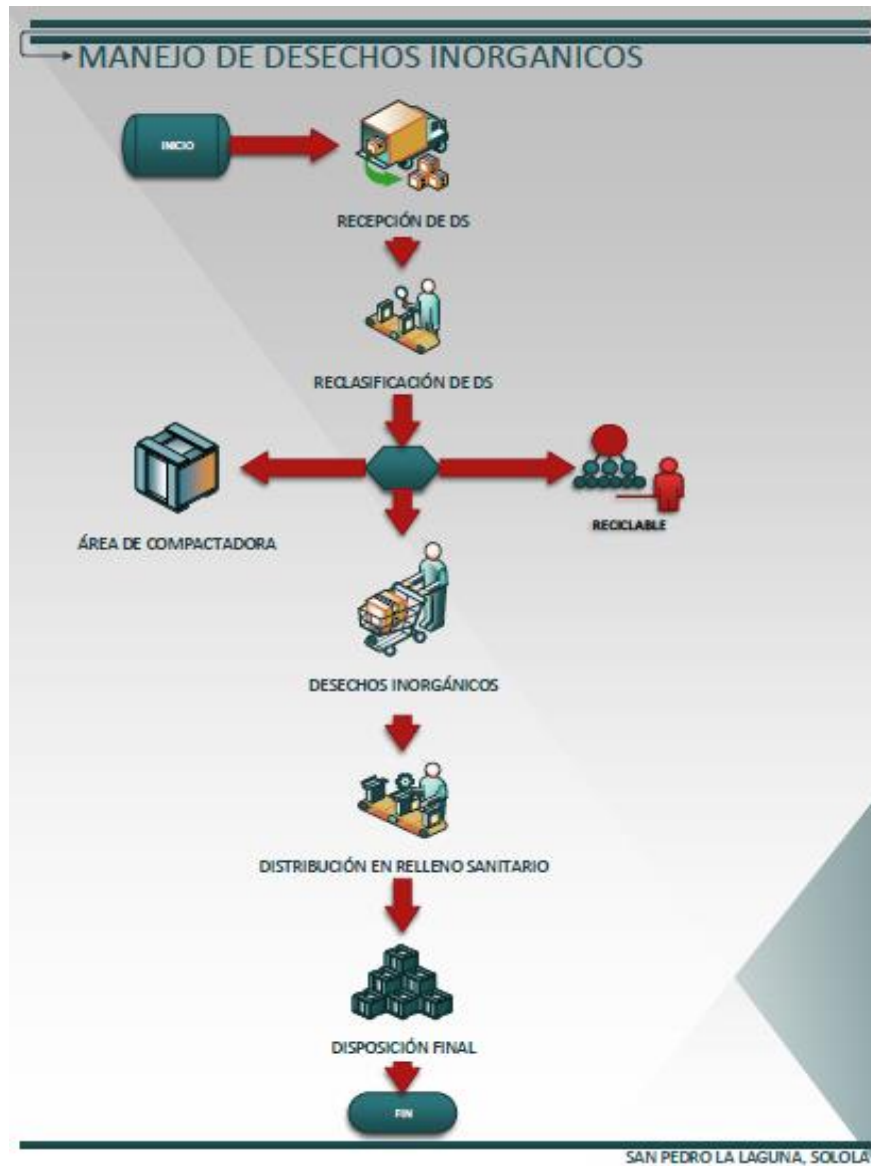 MANEJO DE DESECHOS INORGANICOS
INICIO
RECEPCIÓN DE DS
RECLASIFICACIÓN DE DS
ÁREA DE COMPACTADORA
RECICLABLE
DESECHOS INORGÁNICOS
DISTRIBUCIÓN EN RELLENO SANITARIO
DISPOSICIÓN FINAL
FIN
SAN PEDRO LA LAGUNA, SOLOLA